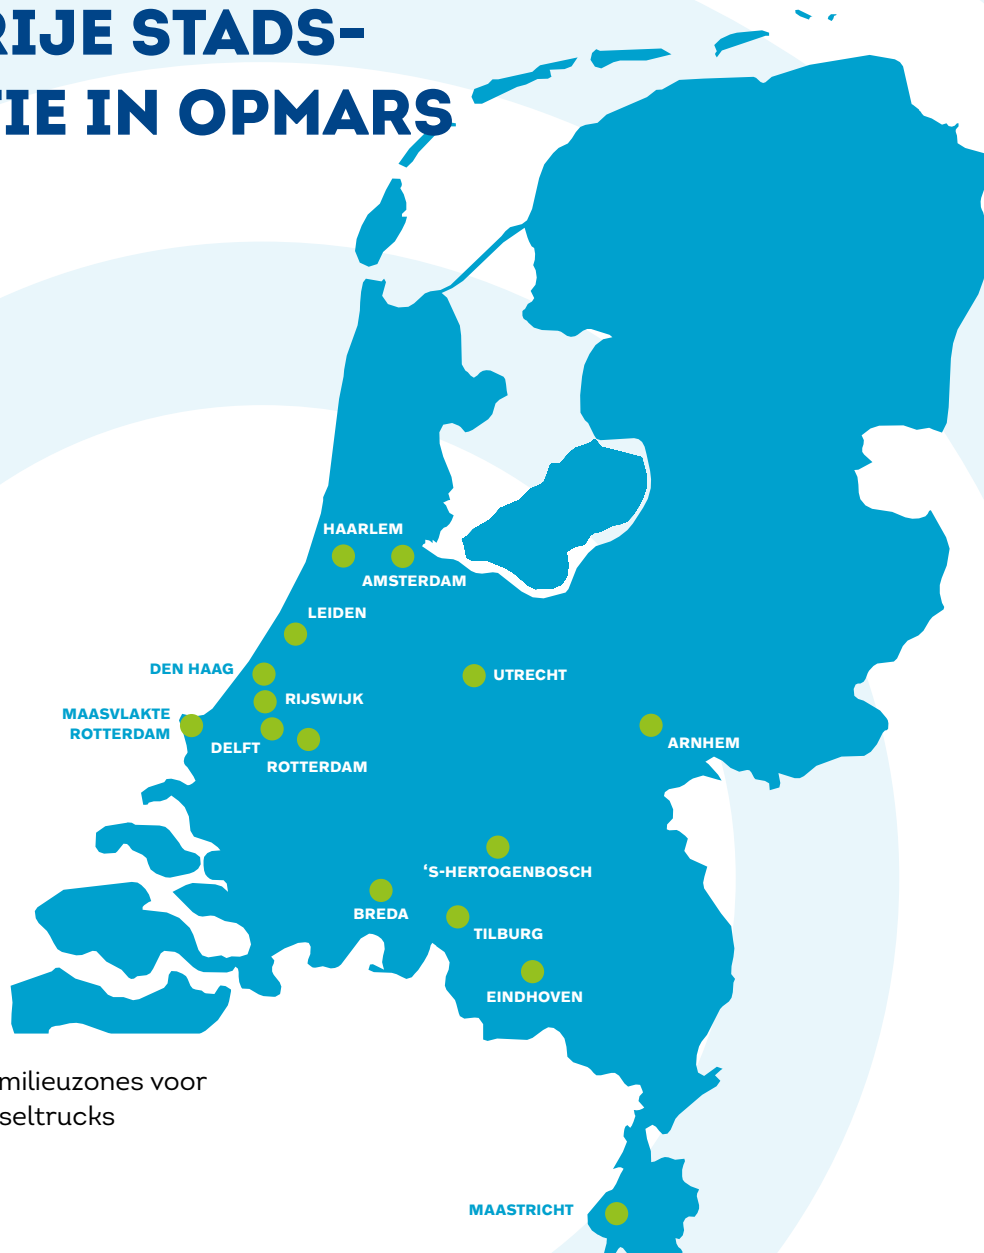 RIJE STADS-
TIE IN OPMARS
HAARLEM
AMSTERDAM
LEIDEN
DEN HAAG
UTRECHT
RIJSWIJK
MAASVLAKTE
ROTTERDAM
DELFT
ARNHEM
ROTTERDAM
‘S-HERTOGENBOSCH
BREDA
TILBURG
EINDHOVEN
milieuzones voor
seltrucks
MAASTRICHT